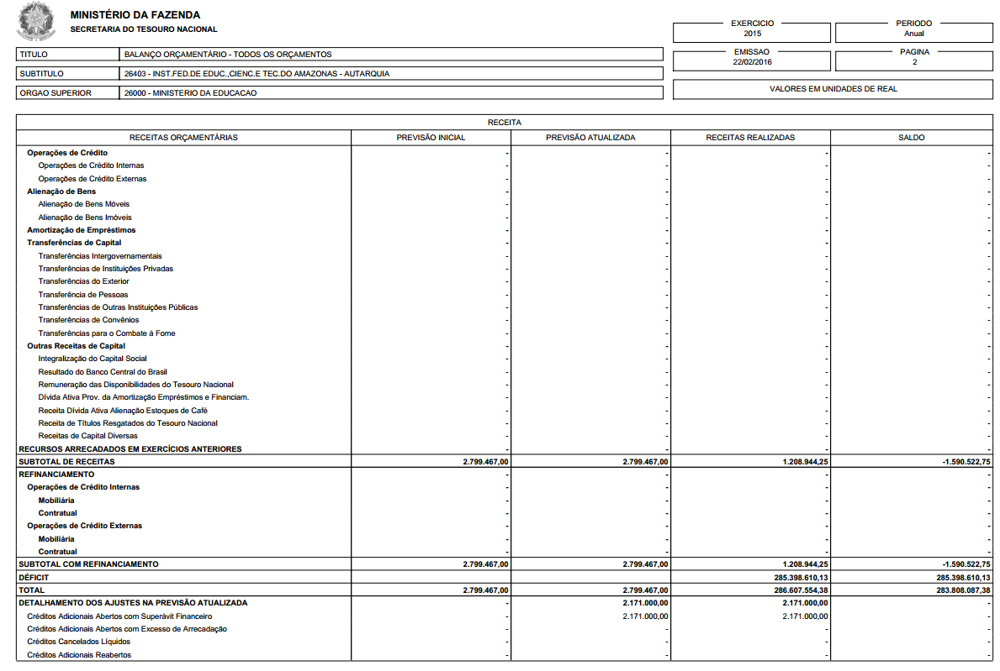 MINISTÉRIO DA FAZENDA
SECRETARIA DO TESOURO NACIONAL
EXERCICIO
2015
PERIODO
Anual
EMISSAO
22/02/2016
PAGINA
2
VALORES EM UNIDADES DE REAL
TITULO BALANÇO ORÇAMENTÁRIO - TODOS OS ORÇAMENTOS
SUBTITULO 26403 - INST.FED.DE EDUC.,CIENC.E TEC.DO AMAZONAS - AUTARQUIA
ORGAO SUPERIOR 26000 - MINISTERIO DA EDUCACAO
RECEITA
RECEITAS ORÇAMENTÁRIAS PREVISÃO INICIAL PREVISÃO ATUALIZADA RECEITAS REALIZADAS SALDO
Operações de Crédito - - - -
Operações de Crédito Internas - - - -
Operações de Crédito Externas - - - -
Alienação de Bens - - - -
Alienação de Bens Móveis - - - -
Alienação de Bens Imóveis - - - -
Amortização de Empréstimos - - - -
Transferências de Capital - - - -
Transferências Intergovernamentais - - - -
Transferências de Instituições Privadas - - - -
Transferências do Exterior - - - -
Transferência de Pessoas - - - -
Transferências de Outras Instituições Públicas - - - -
Transferências de Convênios - - - -
Transferências para o Combate à Fome - - - -
Outras Receitas de Capital - - - -
Integralização do Capital Social - - - -
Resultado do Banco Central do Brasil - - - -
Remuneração das Disponibilidades do Tesouro Nacional - - - -
Dívida Ativa Prov. da Amortização Empréstimos e Financiam. - - - -
Receita Dívida Ativa Alienação Estoques de Café - - - -
Receita de Títulos Resgatados do Tesouro Nacional - - - -
Receitas de Capital Diversas - - - -
RECURSOS ARRECADADOS EM EXERCÍCIOS ANTERIORES - - - -
SUBTOTAL DE RECEITAS 2.799.467,00 2.799.467,00 1.208.944,25 -1.590.522,75
REFINANCIAMENTO - - - -
Operações de Crédito Internas - - - -
Mobiliária - - - -
Contratual - - - -
Operações de Crédito Externas - - - -
Mobiliária - - - -
Contratual - - - -
SUBTOTAL COM REFINANCIAMENTO 2.799.467,00 2.799.467,00 1.208.944,25 -1.590.522,75
DÉFICIT 285.398.610,13 285.398.610,13
TOTAL 2.799.467,00 2.799.467,00 286.607.554,38 283.808.087,38
DETALHAMENTO DOS AJUSTES NA PREVISÃO ATUALIZADA - 2.171.000,00 2.171.000,00 -
Créditos Adicionais Abertos com Superávit Financeiro - 2.171.000,00 2.171.000,00 -
Créditos Adicionais Abertos com Excesso de Arrecadação - - - -
Créditos Cancelados Líquidos - - - -
Créditos Adicionais Reabertos - - - -